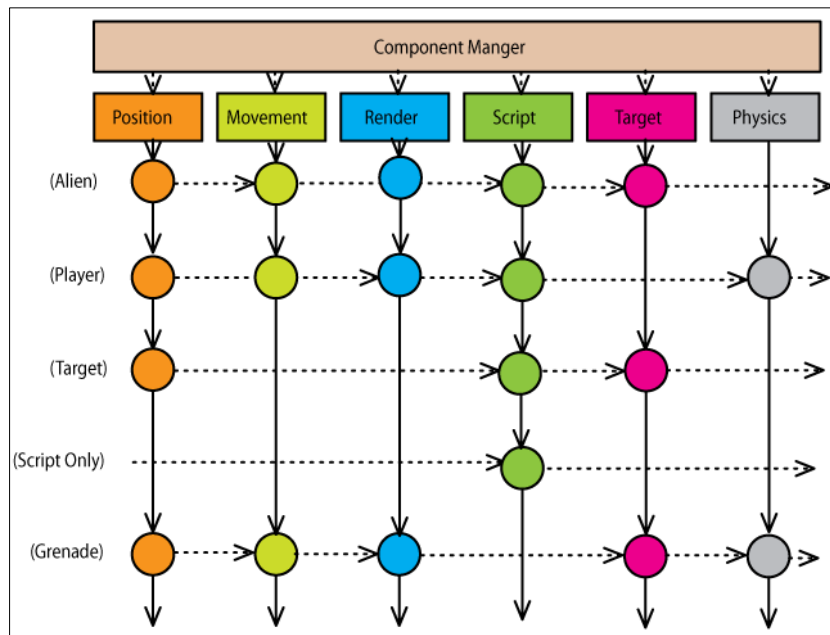 Component Manger
Position
Movement
Render
Script
Target
Physics
(Alien)
(Player)
(Target)
(Script Only)
(Grenade)